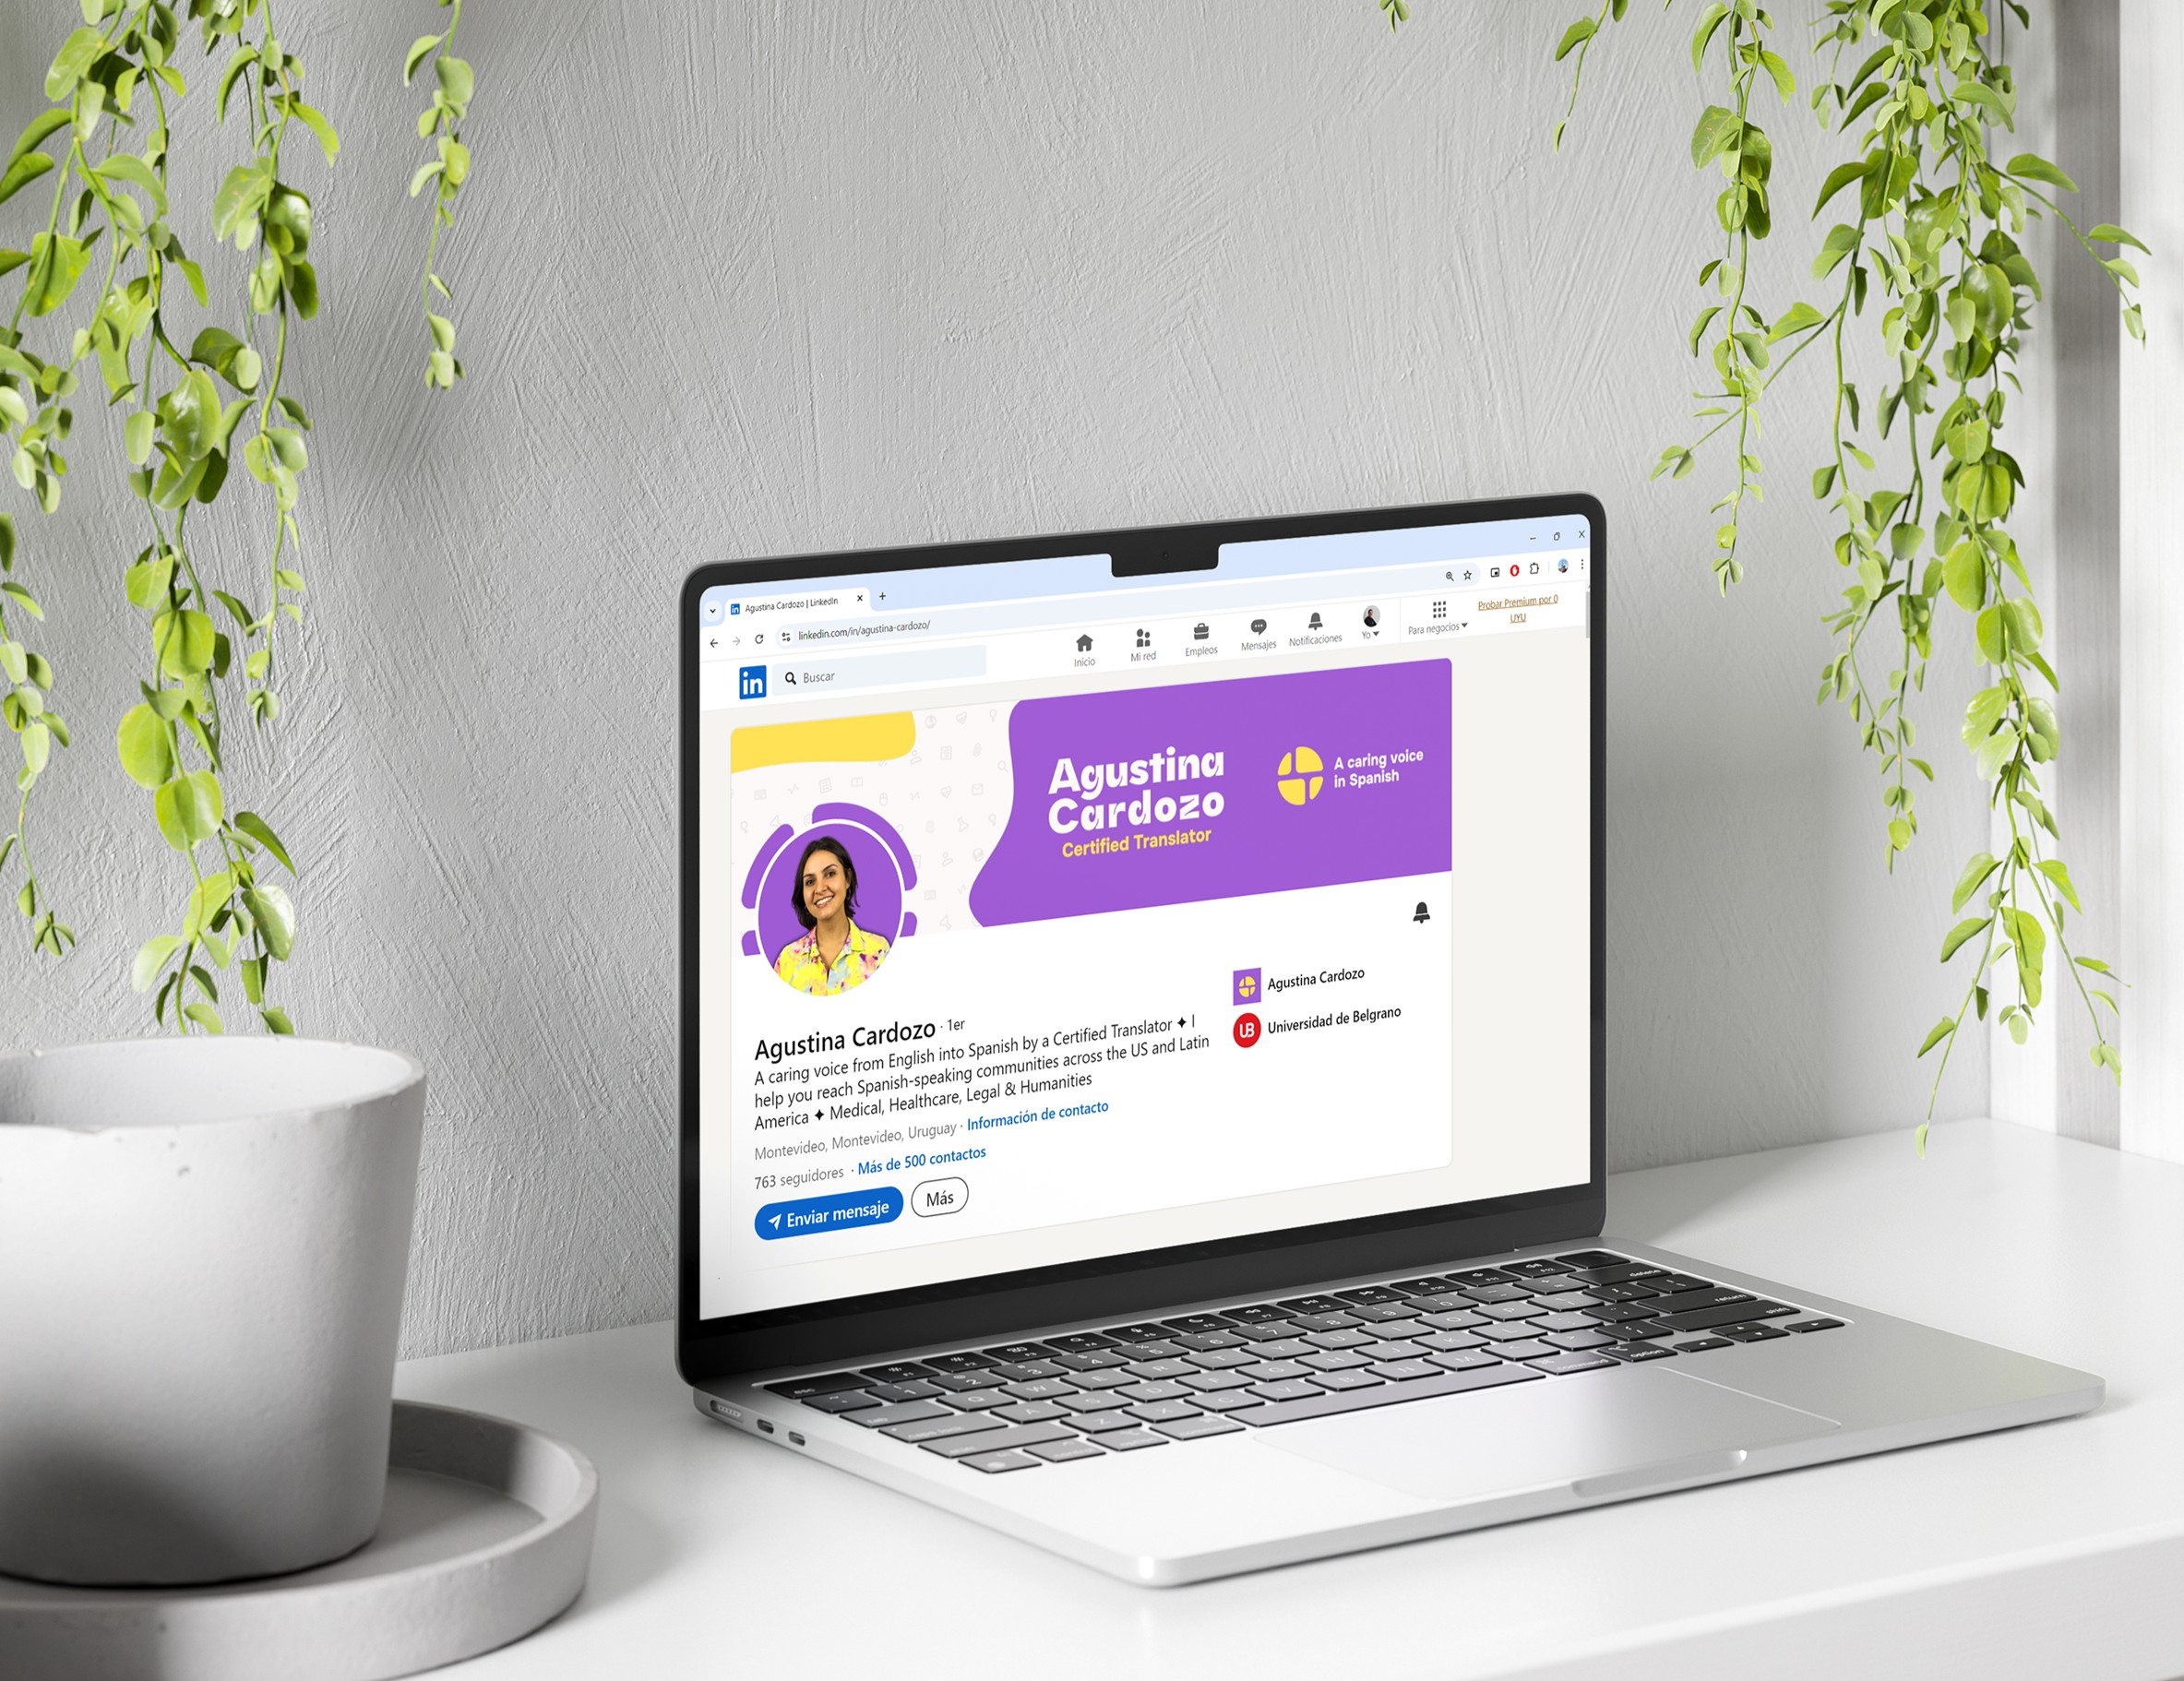 Agustina Cardozo | LinkedIn
linkedin.com/in/agustina-cardozo/
in
Buscar
Inicio
Mi red
Empleos
Mensajes
Notificaciones
Yo
Para negocios
Probar Premium por 0
UYU
Agustina
Cardozo
Certified Translator
A caring voice
in Spanish
Agustina Cardozo · 1er
A caring voice from English into Spanish by a Certified Translator ✦ I
help you reach Spanish-speaking communities across the US and Latin
America ✦ Medical, Healthcare, Legal & Humanities
Montevideo, Montevideo, Uruguay · Información de contacto
763 seguidores · Más de 500 contactos
Enviar mensaje
Más
Agustina Cardozo
UB
Universidad de Belgrano